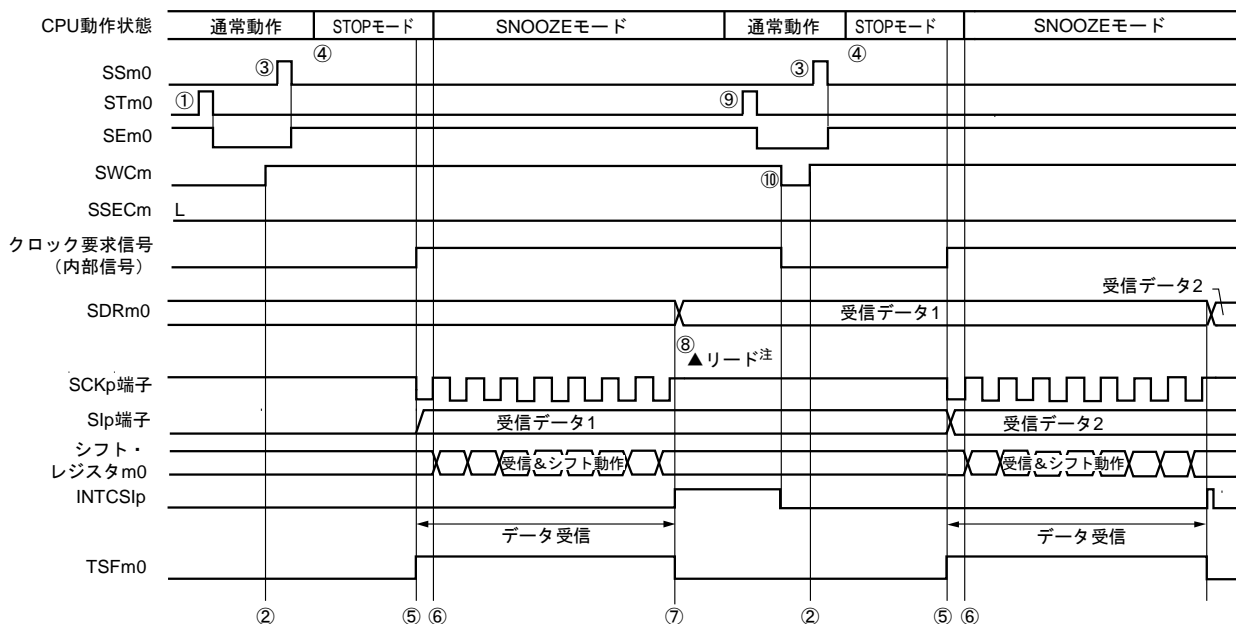 CPU動作状態 通常動作 STOPモード SNOOZEモード 通常動作 STOPモード SNOOZEモード
④ ④
SSm0 ③ ③
STm0 ① ⑨
SEm0
SWCm ⑩
SSECm L
クロック要求信号
（内部信号）
受信データ2
SDRm0 受信データ1
⑧
▲リード注
SCKp端子
SIp端子 受信データ1 受信データ2
シフト・
レジスタm0 受信&シフト動作 受信&シフト動作
INTCSIp
データ受信 データ受信
TSFm0
② ⑤ ⑥ ⑦ ② ⑤ ⑥